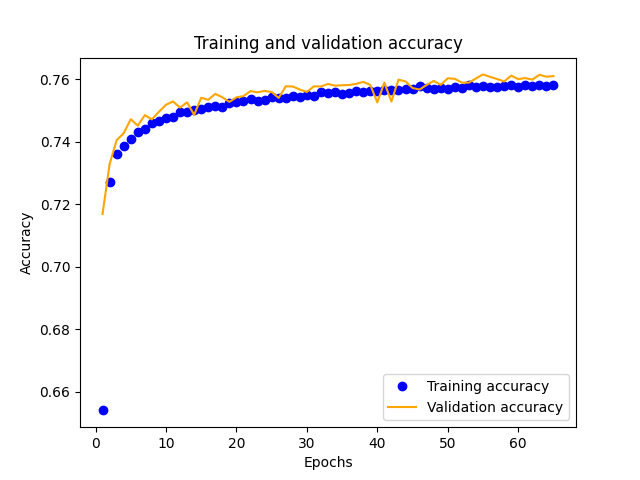 Training and validation accuracy
Accuracy
0.76
0.74
0.72
0.70
0.68
0.66
0
10
20
30
40
50
60
Epochs
Training accuracy
Validation accuracy